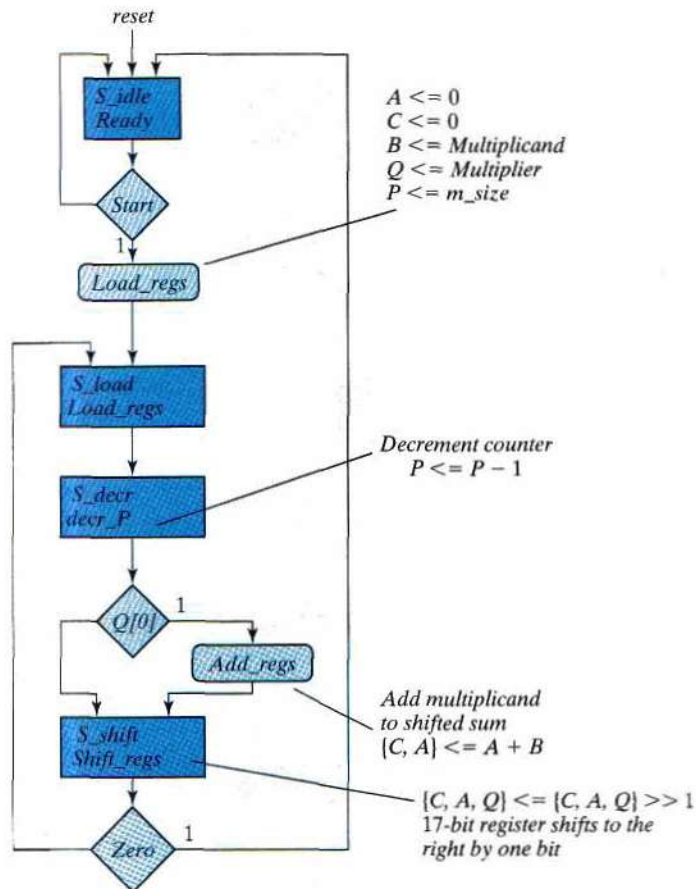 reset
S_idle
Ready
A <= 0
C <= 0
B <= Multiplicand
Q <= Multiplier
P <= m_size
Start
1
Load_regs
S_load
Load_regs
Decrement counter
P <= P − 1
S_decr
decr_P
Q[0]
1
Add_regs
Add multiplicand
to shifted sum
{C, A} <= A + B
S_shift
Shift_regs
{C, A, Q} <= {C, A, Q} >> 1
17-bit register shifts to the
right by one bit
Zero
1